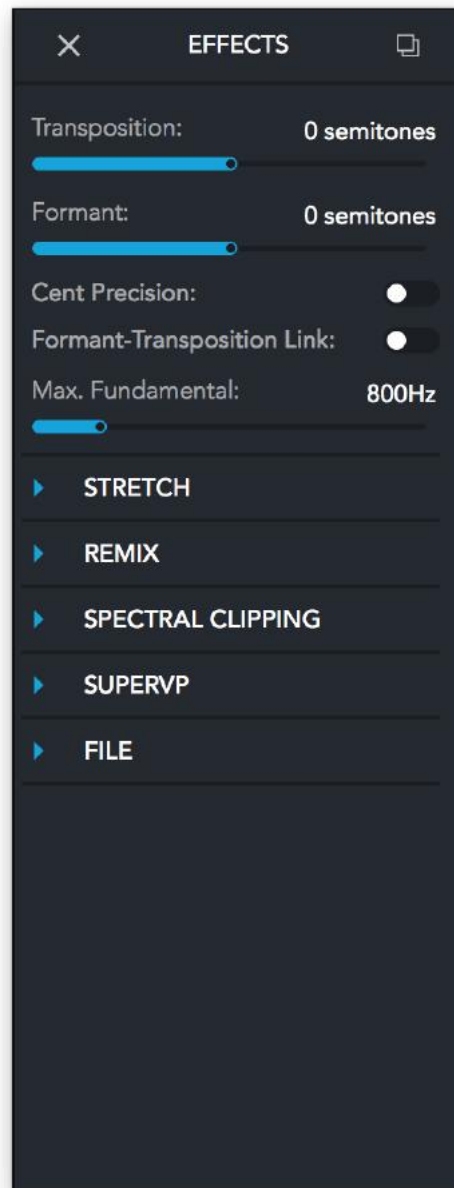 EFFECTS
Transposition: 0 semitones
Formant: 0 semitones
Cent Precision:
Formant-Transposition Link:
Max. Fundamental: 800Hz
STRETCH
REMIX
SPECTRAL CLIPPING
SUPERVP
FILE